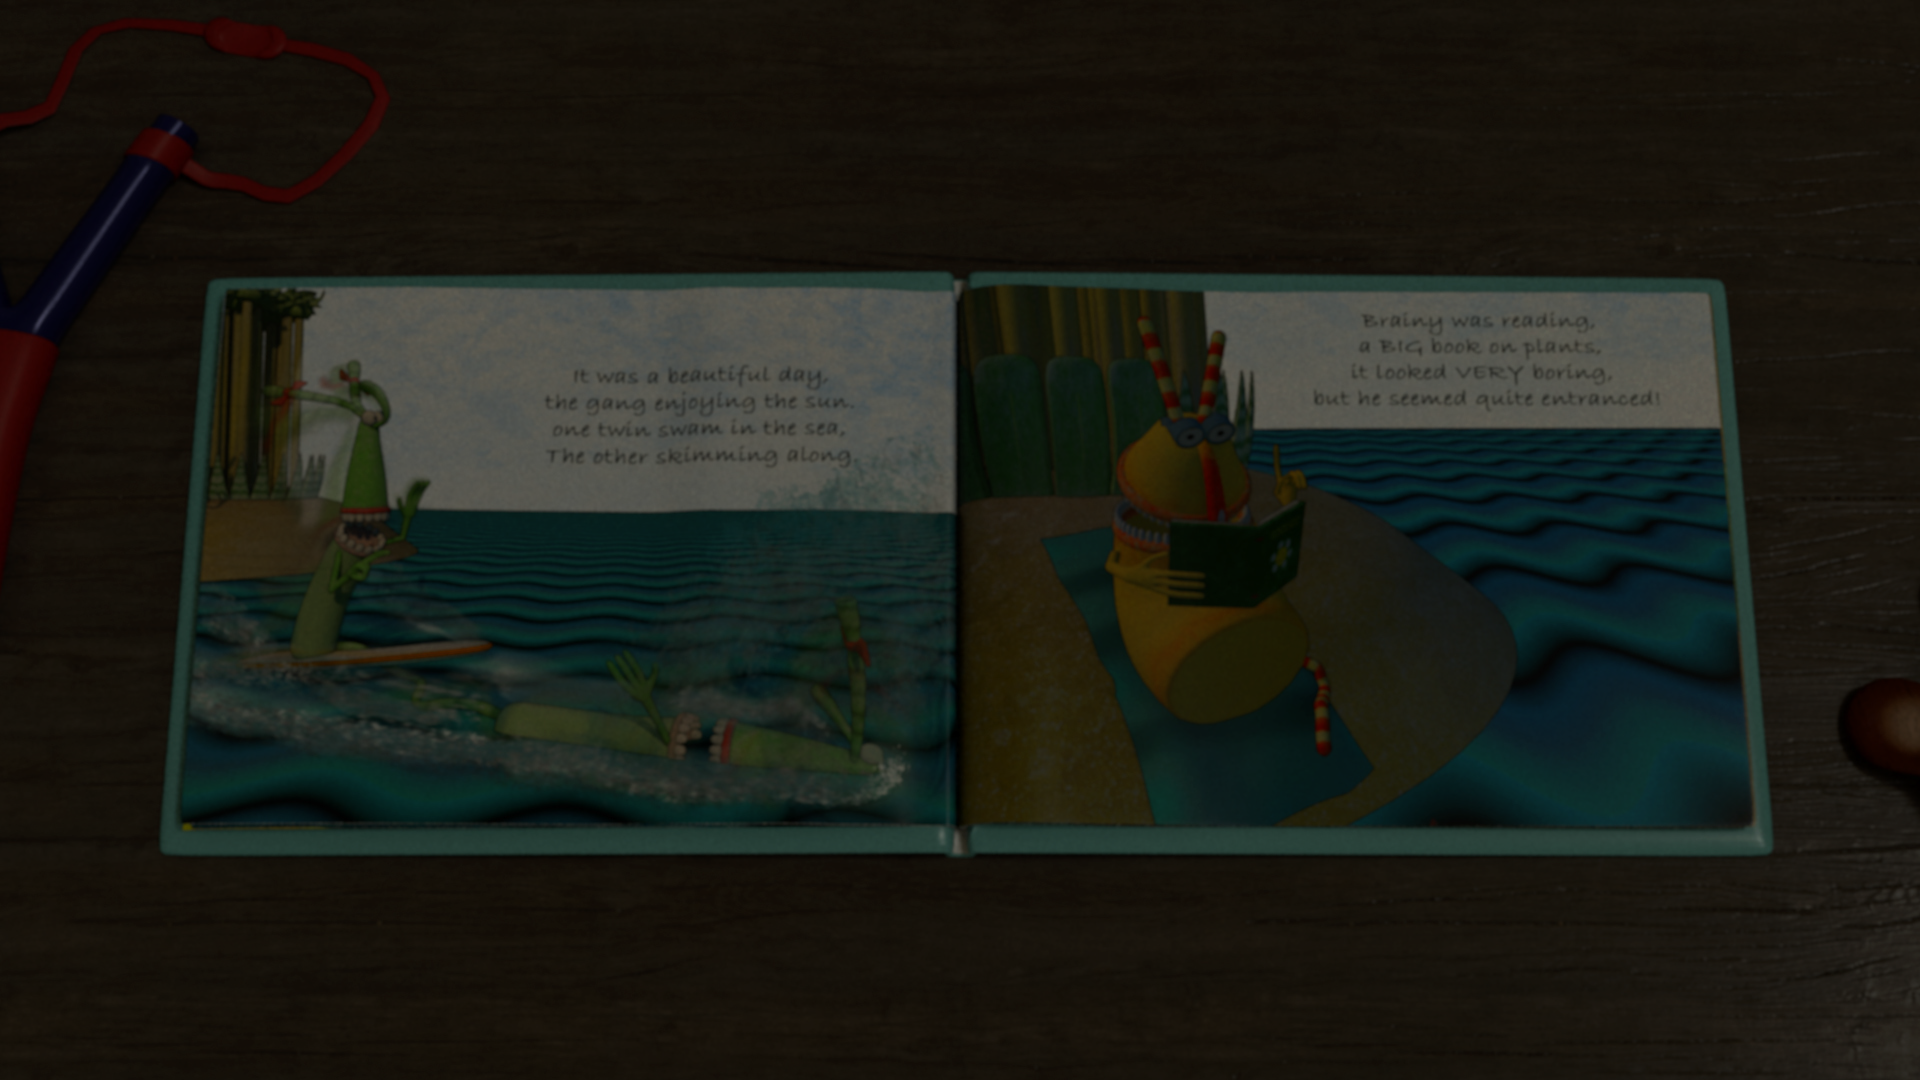 It was a beautiful day,
the gang enjoying the sun.
one twin swam in the sea,
The other skimming along.
Brainy was reading,
a BIG book on plants,
it looked VERY boring,
but he seemed quite entranced!